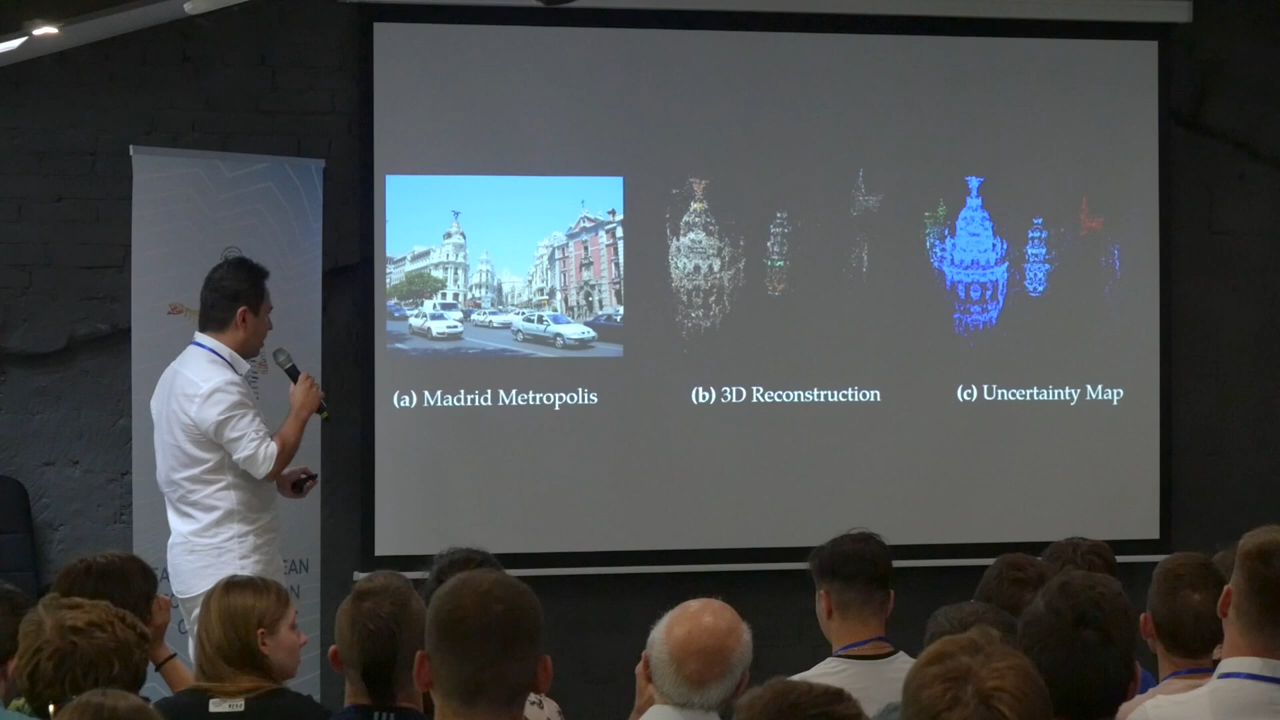 (a) Madrid Metropolis
(b) 3D Reconstruction
(c) Uncertainty Map